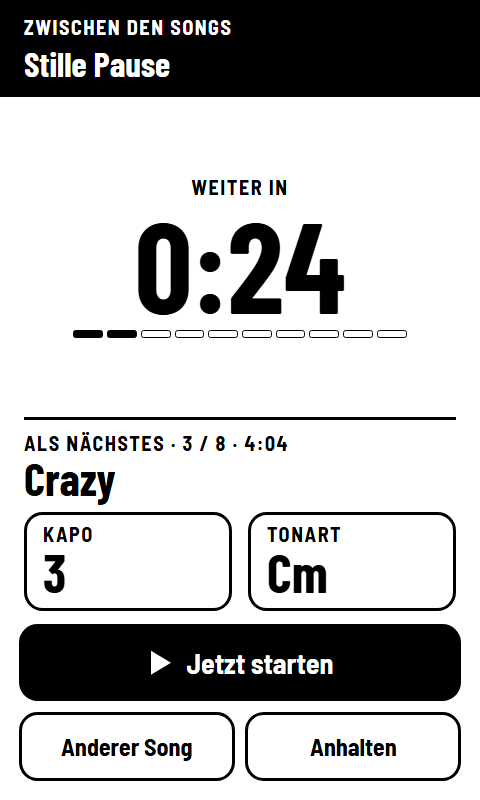 ZWISCHEN DEN SONGS
Stille Pause
WEITER IN
0:24
ALS NÄCHSTES · 3 / 8 · 4:04
Crazy
KAPO
3
TONART
Cm
Jetzt starten
Anderer Song
Anhalten